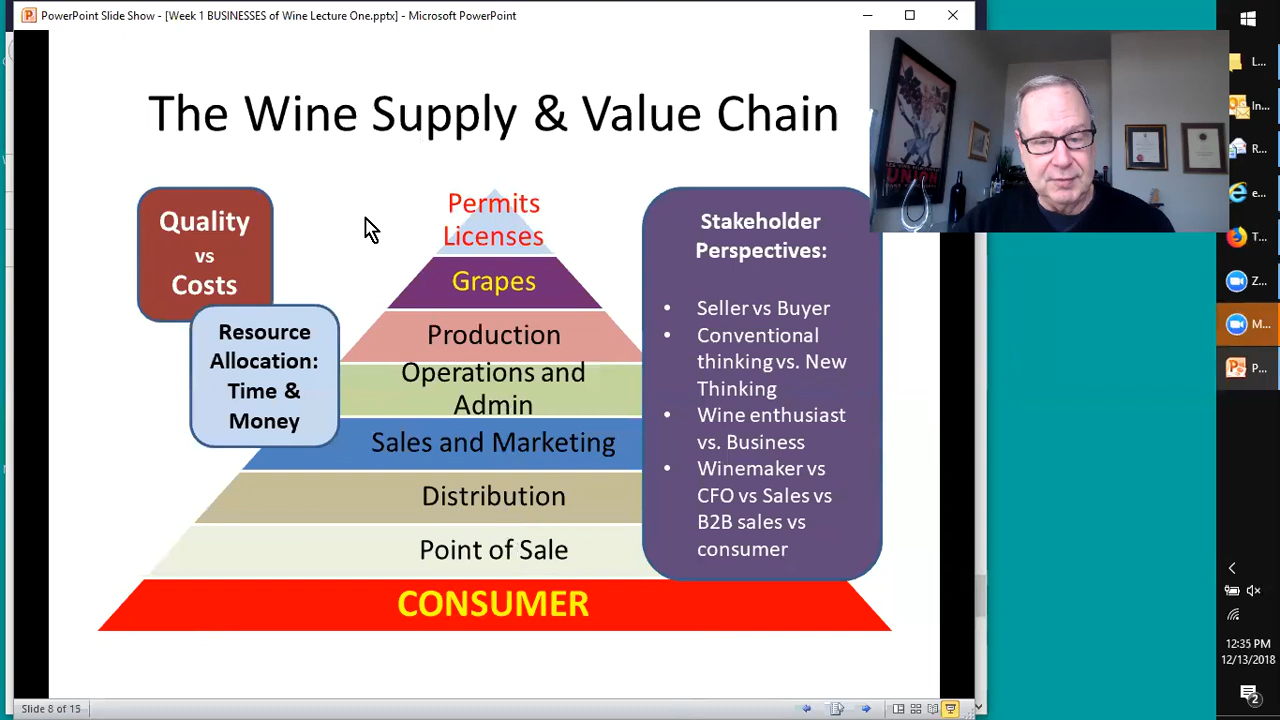 PowerPoint Slide Show - [Week 1 BUSINESSES of Wine Lecture One.pptx] - Microsoft PowerPoint
The Wine Supply & Value Chain
Quality
vs
Costs
Resource
Allocation:
Time &
Money
Permits
Licenses
Grapes
Production
Operations and
Admin
Sales and Marketing
Distribution
Point of Sale
CONSUMER
Stakeholder
Perspectives:
• Seller vs Buyer
• Conventional
thinking vs. New
Thinking
• Wine enthusiast
vs. Business
• Winemaker vs
CFO vs Sales vs
B2B sales vs
consumer
UNION
L...
In...
R...
e...
T...
Z...
M...
P...
12:35 PM
12/13/2018
2
Slide 8 of 15